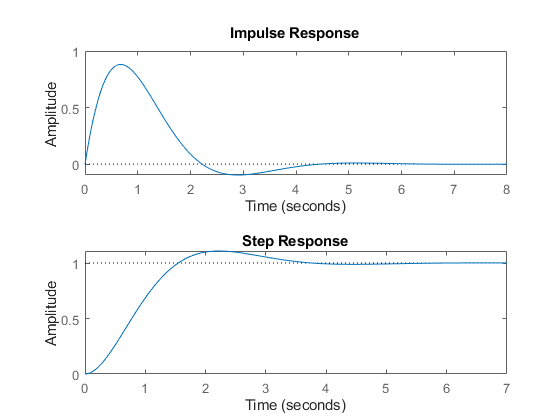 Impulse Response
1
0.5
0
Amplitude
0 1 2 3 4 5 6 7 8
Time (seconds)
Step Response
1
0.5
0
Amplitude
0 1 2 3 4 5 6 7
Time (seconds)